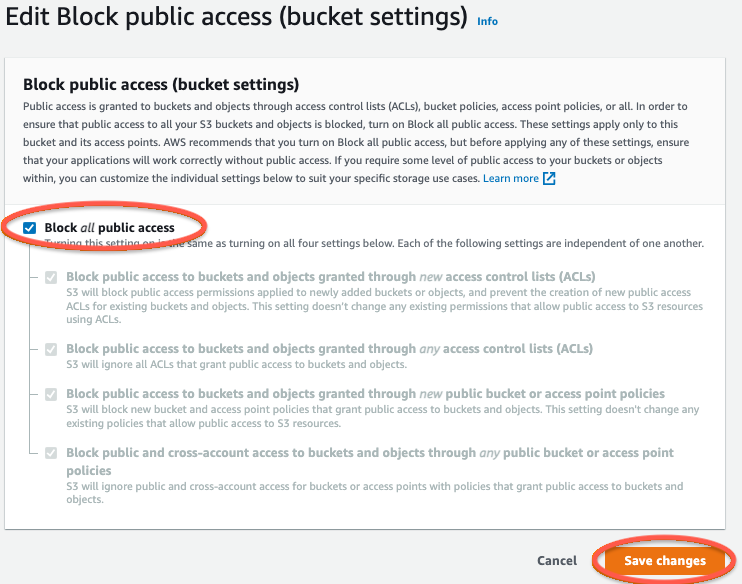 Edit Block public access (bucket settings) Info
Block public access (bucket settings)
Public access is granted to buckets and objects through access control lists (ACLs), bucket policies, access point policies, or all. In order to
ensure that public access to all your S3 buckets and objects is blocked, turn on Block all public access. These settings apply only to this
bucket and its access points. AWS recommends that you turn on Block all public access, but before applying any of these settings, ensure
that your applications will work correctly without public access. If you require some level of public access to your buckets or objects
within, you can customize the individual settings below to suit your specific storage use cases. Learn more
Block all public access
Turning this setting on is the same as turning on all four settings below. Each of the following settings are independent of one another.
Block public access to buckets and objects granted through new access control lists (ACLs)
S3 will block public access permissions applied to newly added buckets or objects, and prevent the creation of new public access
ACLs for existing buckets and objects. This setting doesn't change any existing permissions that allow public access to S3 resources
using ACLs.
Block public access to buckets and objects granted through any access control lists (ACLs)
S3 will ignore all ACLs that grant public access to buckets and objects.
Block public access to buckets and objects granted through new public bucket or access point policies
S3 will block new bucket and access point policies that grant public access to buckets and objects. This setting doesn't change any
existing policies that allow public access to S3 resources.
Block public and cross-account access to buckets and objects through any public bucket or access point
policies
S3 will ignore public and cross-account access for buckets or access points with policies that grant public access to buckets and
objects.
Cancel Save changes